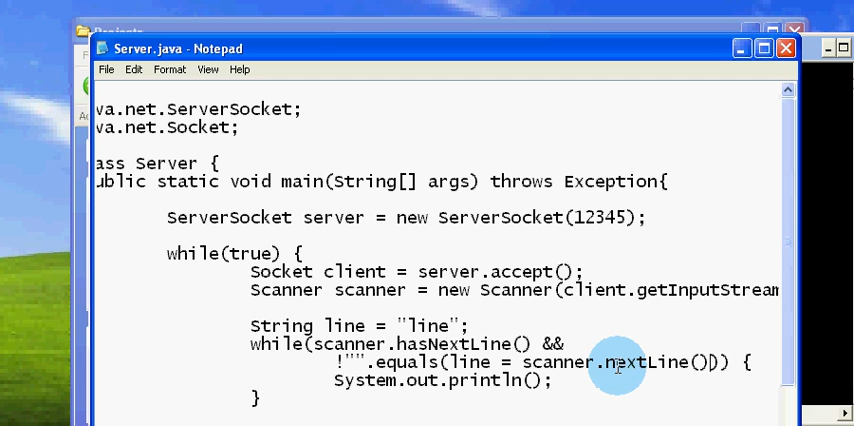 Server.java - Notepad
File Edit Format View Help
va.net.ServerSocket;
va.net.Socket;
ass Server {
ublic static void main(String[] args) throws Exception{
ServerSocket server = new ServerSocket(12345);
while(true) {
Socket client = server.accept();
Scanner scanner = new Scanner(client.getInputStream
String line = "line";
while(scanner.hasNextLine() &&
!"".equals(line = scanner.nextLine())) {
System.out.println();
}